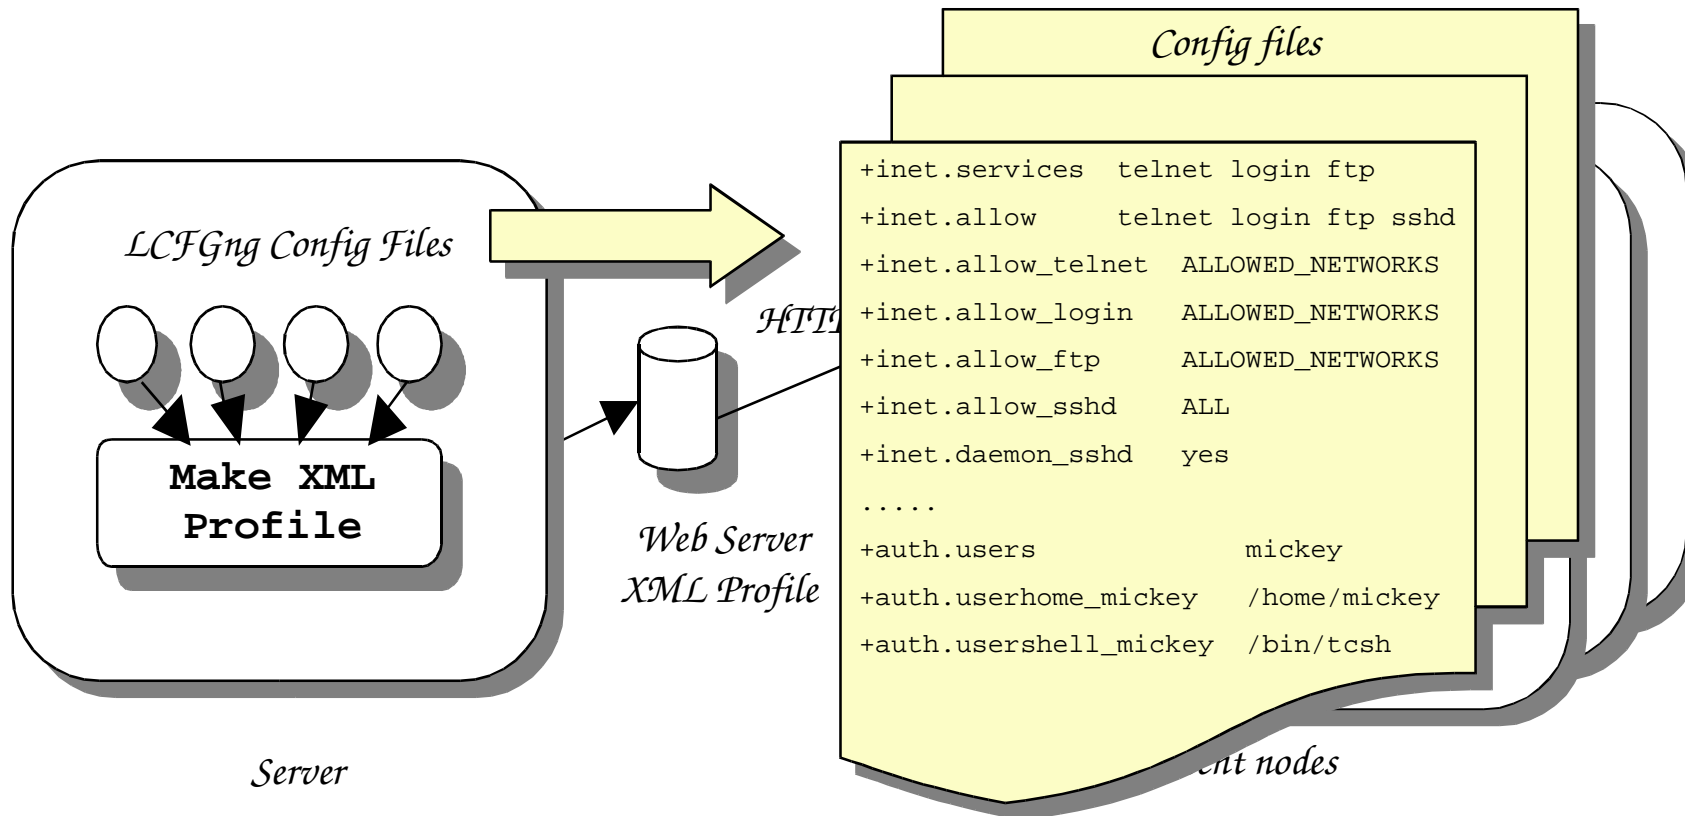 Config files
+inet.services telnet login ftp
+inet.allow telnet login ftp sshd
+inet.allow_telnet ALLOWED_NETWORKS
+inet.allow_login ALLOWED_NETWORKS
+inet.allow_ftp ALLOWED_NETWORKS
+inet.allow_sshd ALL
+inet.daemon_sshd yes
.....
+auth.users mickey
+auth.userhome_mickey /home/mickey
+auth.usershell_mickey /bin/tcsh
LCFGng Config Files
Make XML
Profile
Server
Web Server
XML Profile
nodes